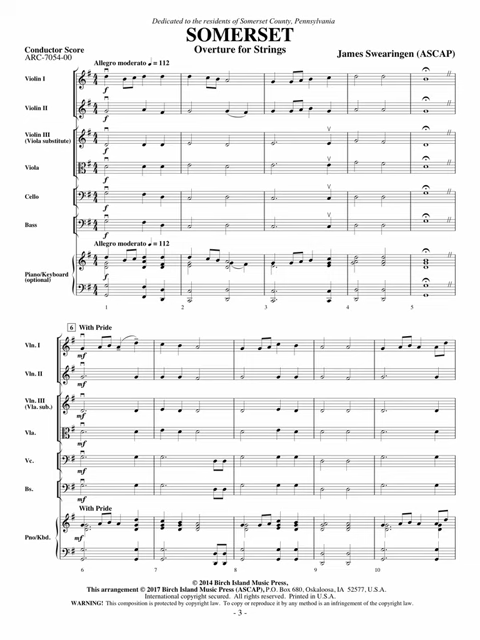 Dedicated to the residents of Somerset County, Pennsylvania
SOMERSET
Overture for Strings
Conductor Score
ARC-7054-00
James Swearingen (ASCAP)
Allegro moderato ♩ = 112
Violin I
f
Violin II
f
Violin III
(Viola substitute)
f
Viola
f
Cello
f
Bass
f
Allegro moderato ♩ = 112
Piano/Keyboard
(optional)
f
1 2 3 4 5
6 With Pride
Vln. I
mf
Vln. II
mf
Vln. III
(Vla. sub.)
mf
Vla.
mf
Vc.
mf
Bs.
mf
With Pride
Pno/Kbd.
mf
6 7 8 9 10
© 2014 Birch Island Music Press,
This arrangement © 2017 Birch Island Music Press (ASCAP), P.O. Box 680, Oskaloosa, IA 52577, U.S.A.
International copyright secured. All rights reserved. Printed in U.S.A.
WARNING! This composition is protected by copyright law. To copy or reproduce it by any method is an infringement of the copyright law.
- 3 -